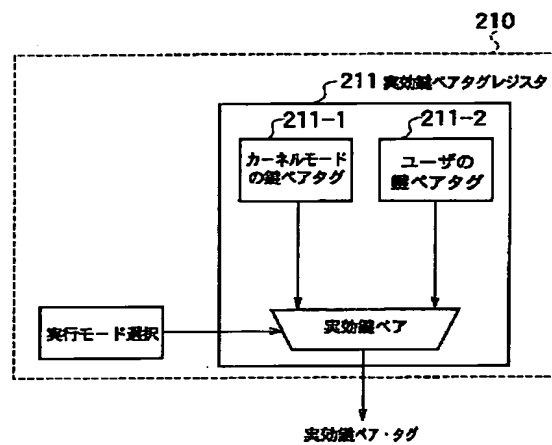 210
211 実効鍵ペアタグレジスタ
211-1
211-2
カーネルモード
の鍵ペアタグ
ユーザの
鍵ペアタグ
実行モード選択
実効鍵ペア
実効鍵ペア・タグ